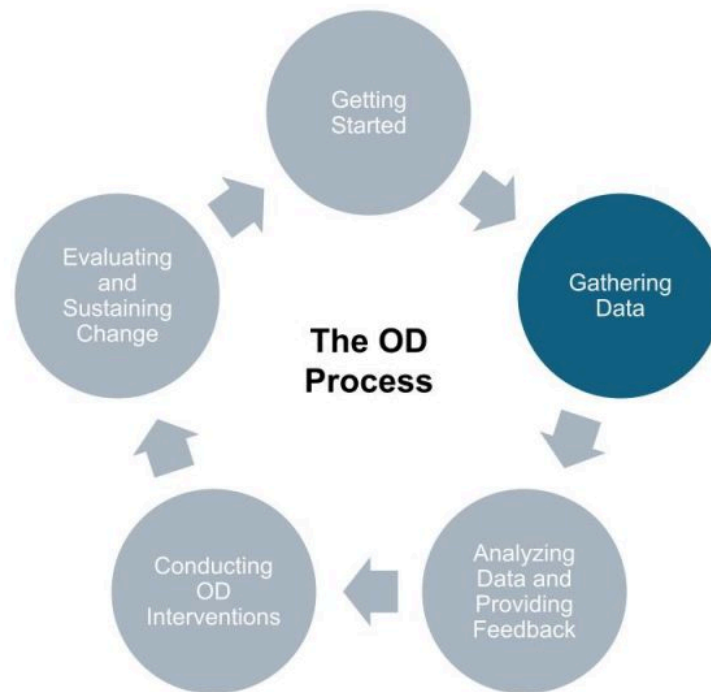 Getting
Started
Gathering
Data
Analyzing
Data and
Providing
Feedback
Conducting
OD
Interventions
Evaluating
and
Sustaining
Change
The OD
Process